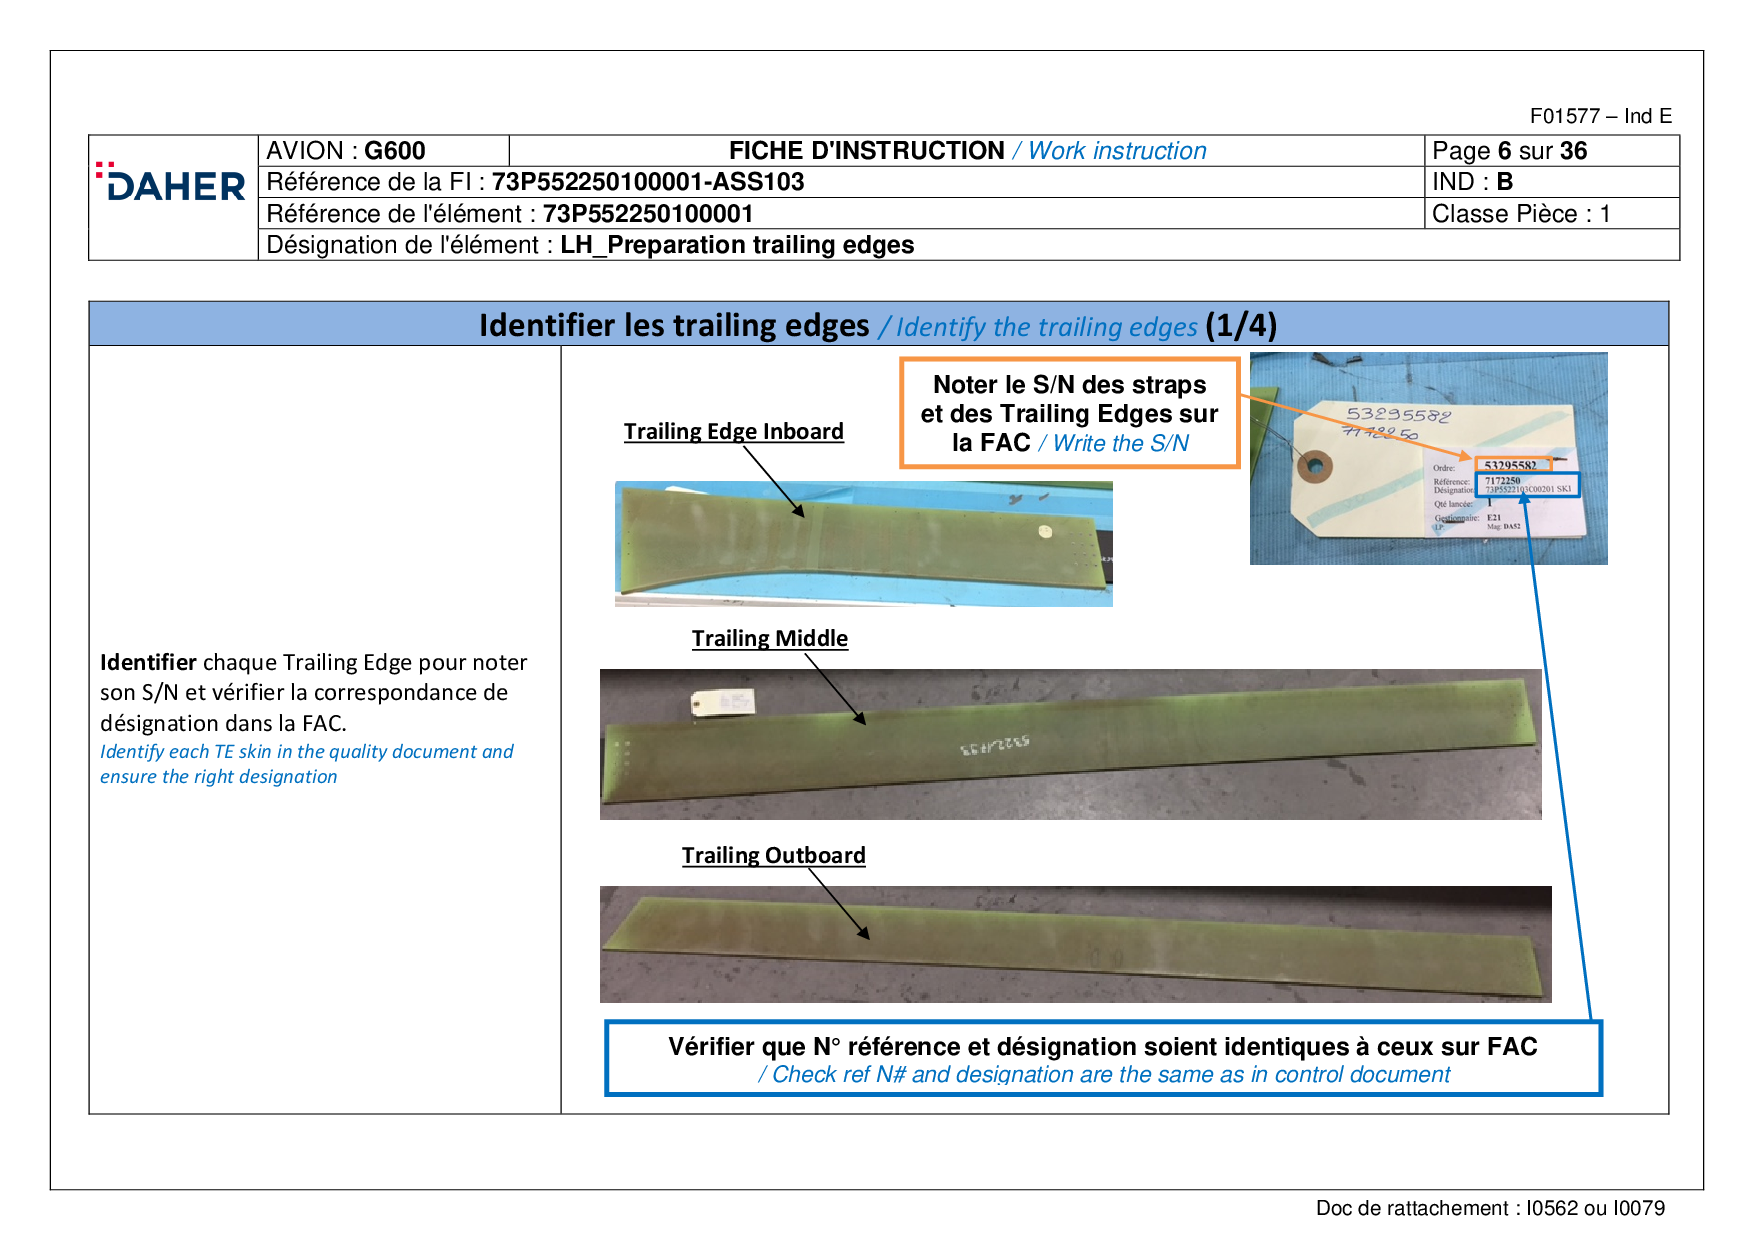 F01577 – Ind E
DAHER
AVION : G600
FICHE D'INSTRUCTION / Work instruction
Page 6 sur 36
Référence de la FI : 73P552250100001-ASS103
IND : B
Référence de l'élément : 73P552250100001
Classe Pièce : 1
Désignation de l'élément : LH_Preparation trailing edges
Identifier les trailing edges / Identify the trailing edges (1/4)
Identifier chaque Trailing Edge pour noter
son S/N et vérifier la correspondance de
désignation dans la FAC.
Identify each TE skin in the quality document and
ensure the right designation
Noter le S/N des straps
et des Trailing Edges sur
la FAC / Write the S/N
53295582
7172250
Ordre: 53295582
Référence: 7172250
Désignation: 73P5522103C00201 SKI
Qté lancée: 1
Gestionnaire: E21
LP: Mag: DA52
Trailing Edge Inboard
Trailing Middle
Trailing Outboard
Vérifier que N° référence et désignation soient identiques à ceux sur FAC
/ Check ref N# and designation are the same as in control document
Doc de rattachement : I0562 ou I0079